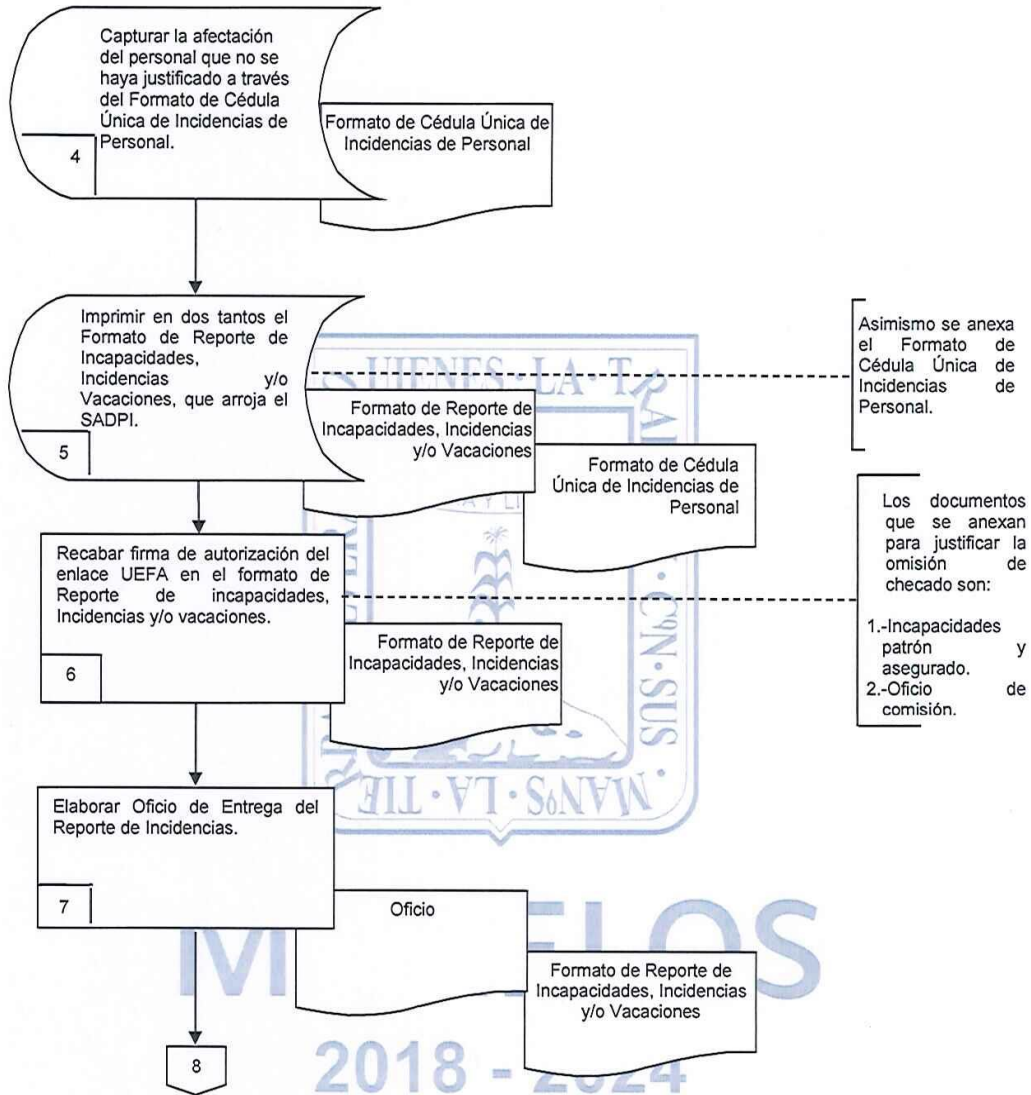 Capturar la afectación
del personal que no se
haya justificado a través
del Formato de Cédula
Única de Incidencias de
Personal.
4
Formato de Cédula Única de
Incidencias de Personal
Imprimir en dos tantos el
Formato de Reporte de
Incapacidades,
Incidencias y/o
Vacaciones, que arroja el
SADPI.
5
Formato de Reporte de
Incapacidades, Incidencias
y/o Vacaciones
Formato de Cédula
Única de Incidencias de
Personal
Asimismo se anexa
el Formato de
Cédula Única de
Incidencias de
Personal.
Recabar firma de autorización del
enlace UEFA en el formato de
Reporte de incapacidades,
Incidencias y/o vacaciones.
6
Formato de Reporte de
Incapacidades, Incidencias
y/o Vacaciones
Los documentos
que se anexan
para justificar la
omisión de
checado son:
1.-Incapacidades
patrón y
asegurado.
2.-Oficio de
comisión.
Elaborar Oficio de Entrega del
Reporte de Incidencias.
7
Oficio
Formato de Reporte de
Incapacidades, Incidencias
y/o Vacaciones
8
LA
CON SUS
MANOS LA TIE
2018 - 2024